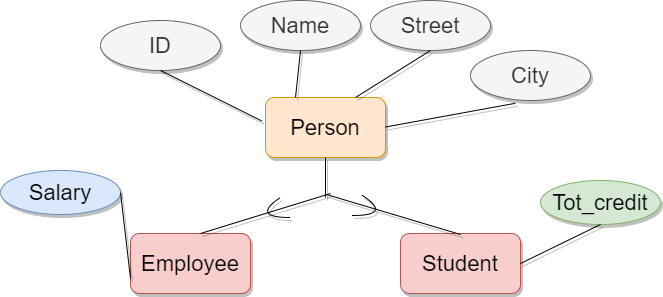 Name
Street
ID
City
Person
Salary
Tot_credit
Employee
Student